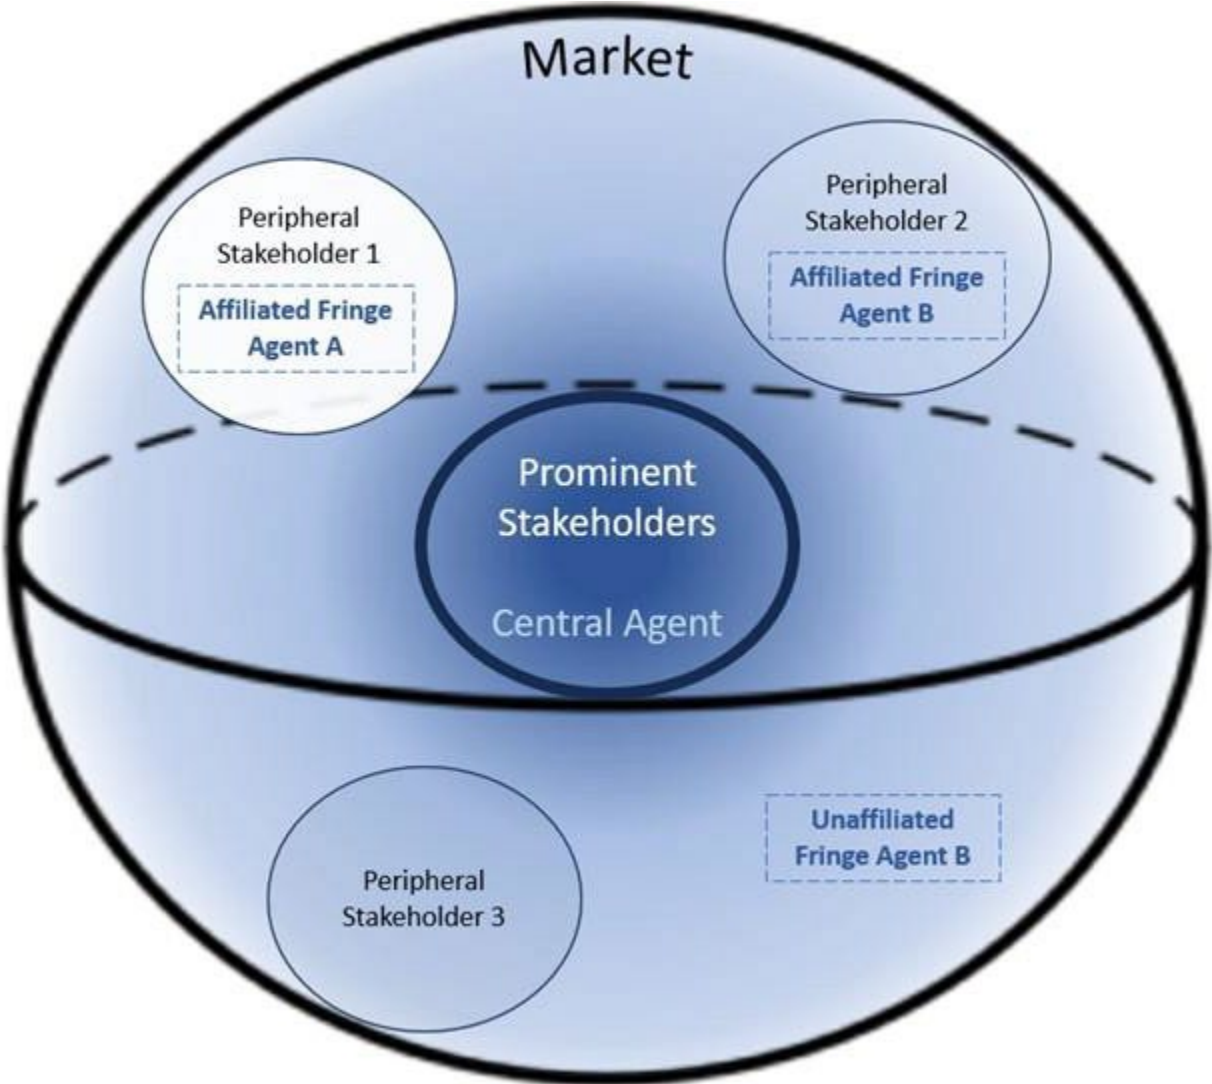 Market
Peripheral
Stakeholder 1
Affiliated Fringe
Agent A
Peripheral
Stakeholder 2
Affiliated Fringe
Agent B
Prominent
Stakeholders
Central Agent
Peripheral
Stakeholder 3
Unaffiliated
Fringe Agent B